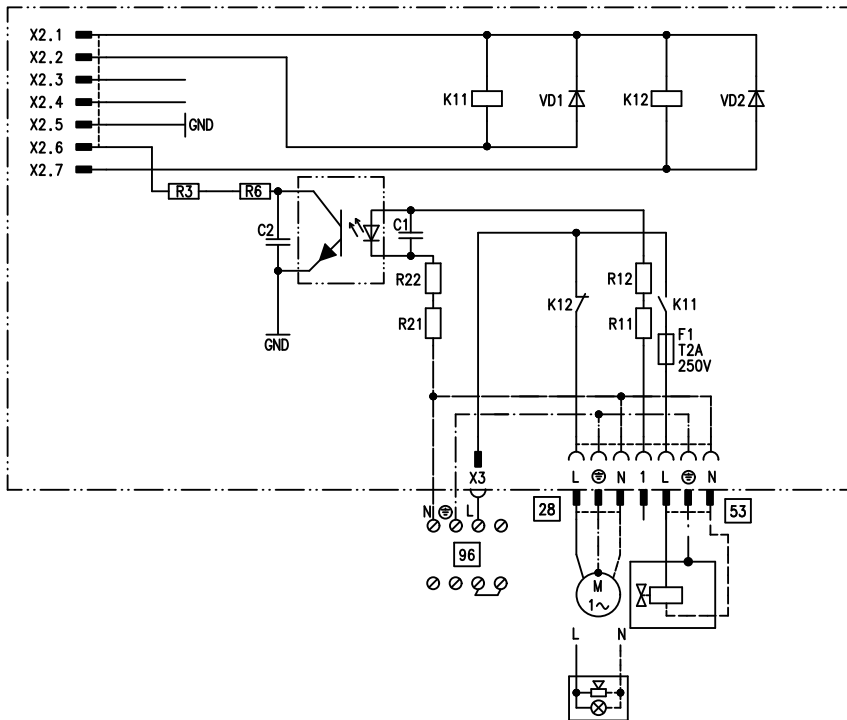 X2.1
X2.2
X2.3
X2.4
X2.5
X2.6
X2.7
GND
K11
VD1
K12
VD2
R3
R6
C2
C1
GND
R22
R21
R12
R11
K12
K11
F1
T2A
250V
X3
L
N
1
L
N
N
L
28
53
96
M
1~
L
N